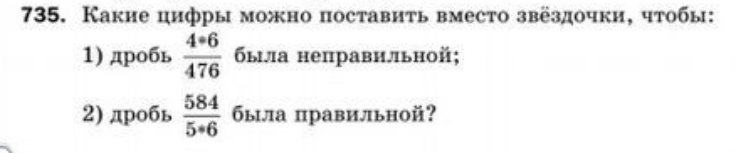 735. Какие цифры можно поставить вместо звёздочки, чтобы:
1) дробь 4*6/476 была неправильной;
2) дробь 584/5*6 была правильной?